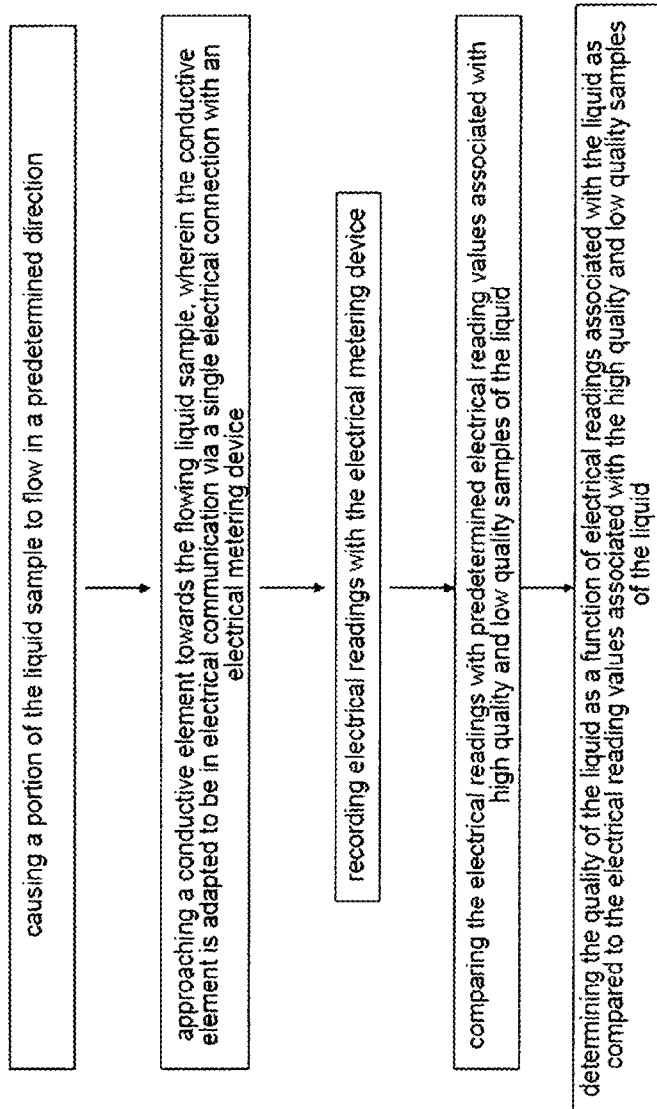 causing a portion of the liquid sample to flow in a predetermined direction
approaching a conductive element towards the flowing liquid sample, wherein the conductive
element is adapted to be in electrical communication via a single electrical connection with an
electrical metering device
recording electrical readings with the electrical metering device
comparing the electrical readings with predetermined electrical reading values associated with
high quality and low quality samples of the liquid
determining the quality of the liquid as a function of electrical readings associated with the liquid as
compared to the electrical reading values associated with the high quality and low quality samples
of the liquid